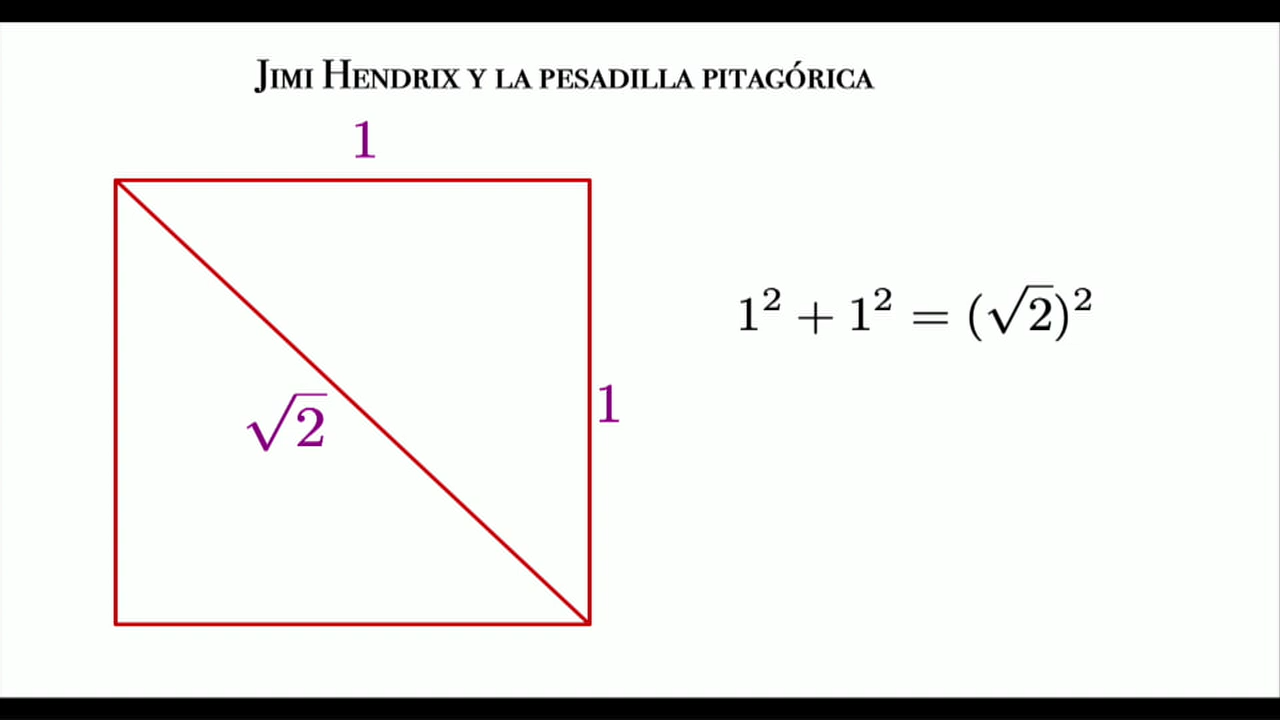 Jimi Hendrix y la pesadilla pitagórica
1
1² + 1² = (√2)²
1
√2